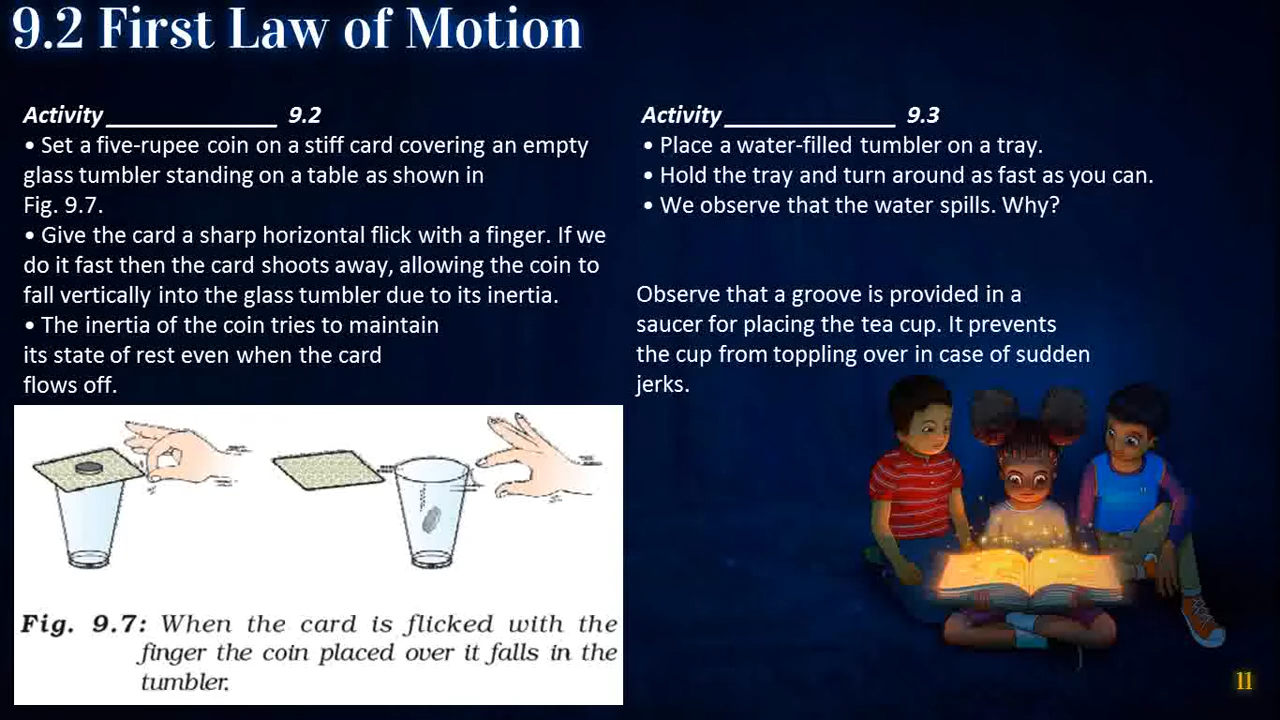 9.2 First Law of Motion
Activity______________ 9.2
• Set a five-rupee coin on a stiff card covering an empty
glass tumbler standing on a table as shown in
Fig. 9.7.
• Give the card a sharp horizontal flick with a finger. If we
do it fast then the card shoots away, allowing the coin to
fall vertically into the glass tumbler due to its inertia.
• The inertia of the coin tries to maintain
its state of rest even when the card
flows off.
Fig. 9.7: When the card is flicked with the
finger the coin placed over it falls in the
tumbler.
Activity______________ 9.3
• Place a water-filled tumbler on a tray.
• Hold the tray and turn around as fast as you can.
• We observe that the water spills. Why?
Observe that a groove is provided in a
saucer for placing the tea cup. It prevents
the cup from toppling over in case of sudden
jerks.
11